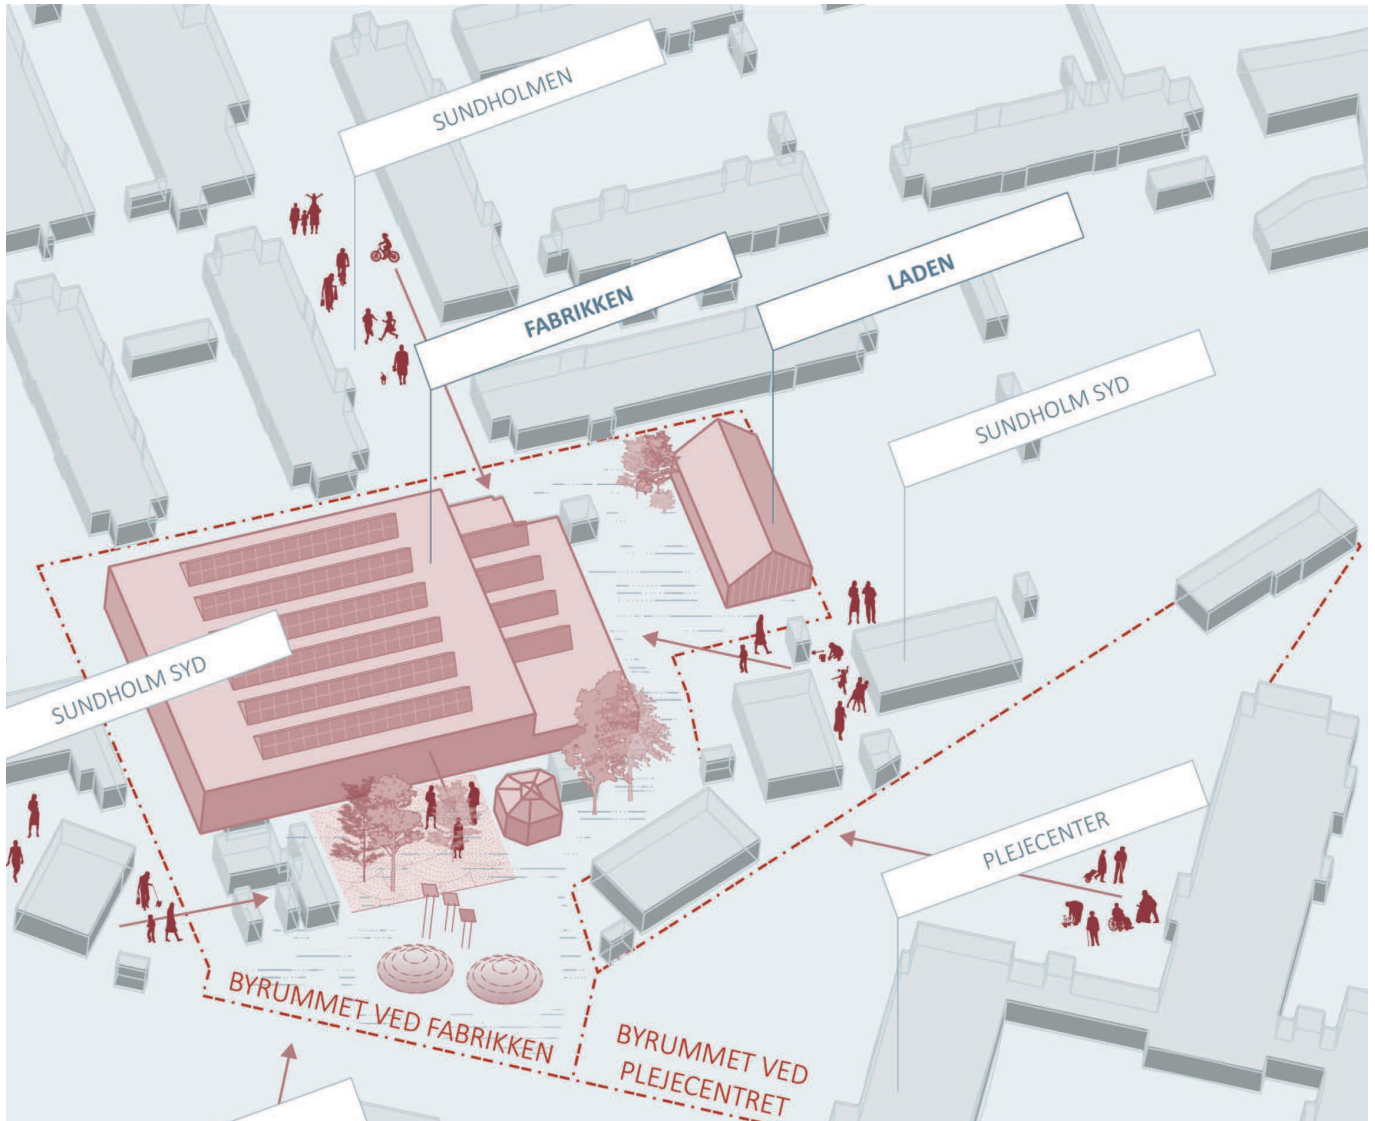 SUNDHOLMEN
FABRIKKEN
LADEN
SUNDHOLM SYD
SUNDHOLM SYD
PLEJECENTER
BYRUMMET VED FABRIKKEN
BYRUMMET VED
PLEJECENTRET